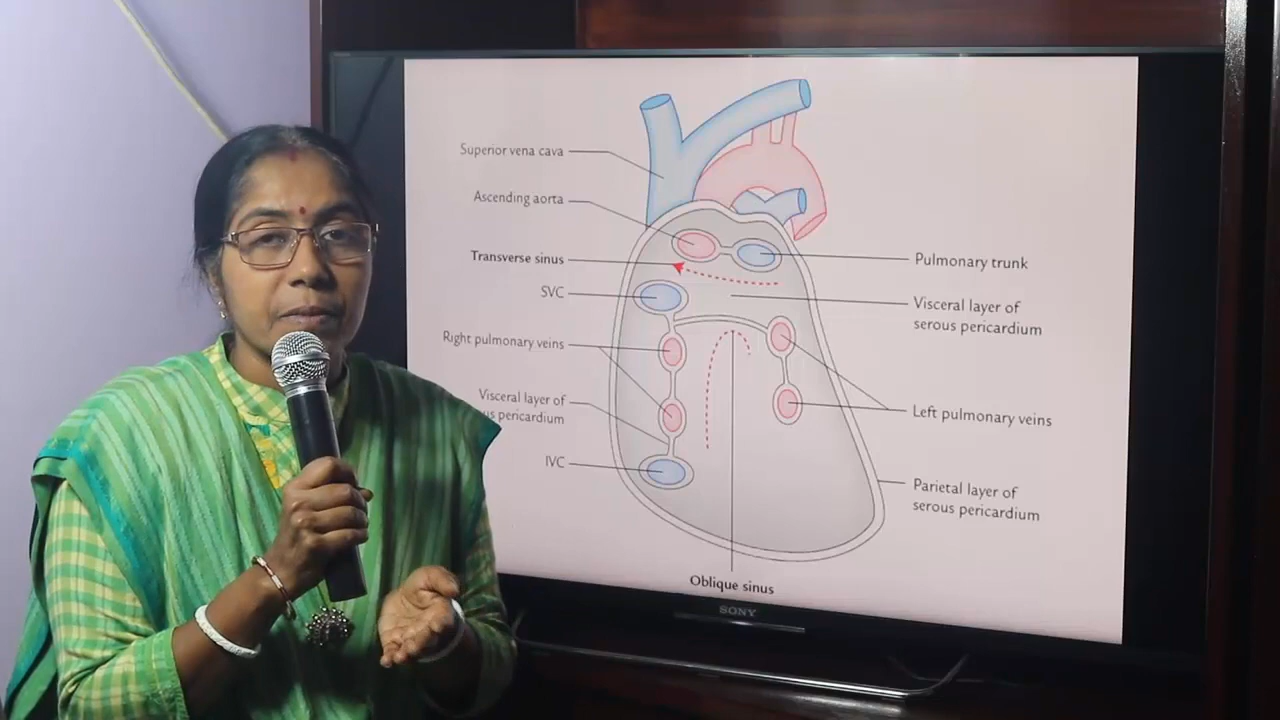 Superior vena cava
Ascending aorta
Transverse sinus
SVC
Right pulmonary veins
Visceral layer of
us pericardium
IVC
Pulmonary trunk
Visceral layer of
serous pericardium
Left pulmonary veins
Parietal layer of
serous pericardium
Oblique sinus
SONY